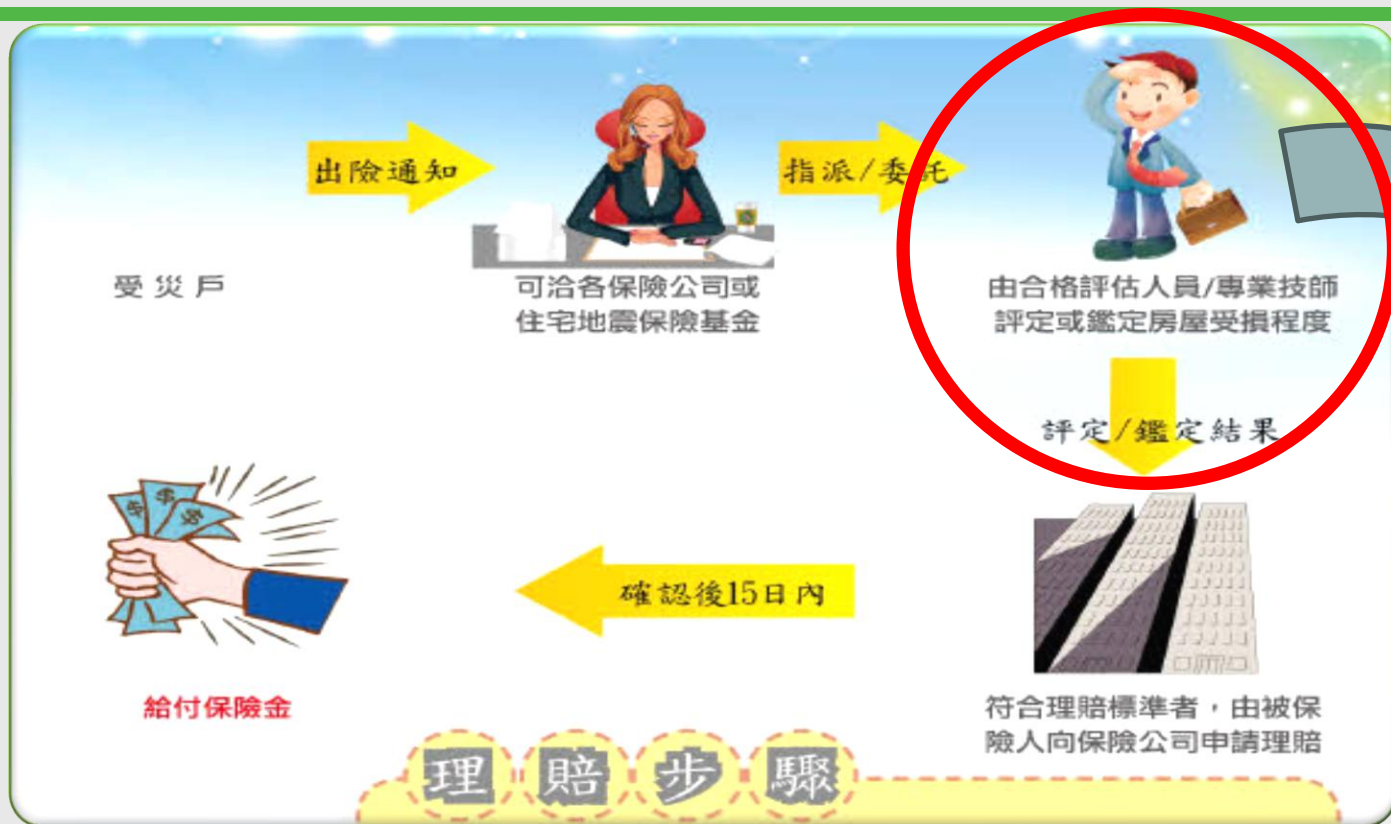 出險通知
指派/委託
受災戶
可洽各保險公司或
住宅地震保險基金
由合格評估人員/專業技師
評定或鑑定房屋受損程度
評定/鑑定結果
符合理賠標準者，由被保
險人向保險公司申請理賠
確認後15日內
給付保險金
理賠步驟